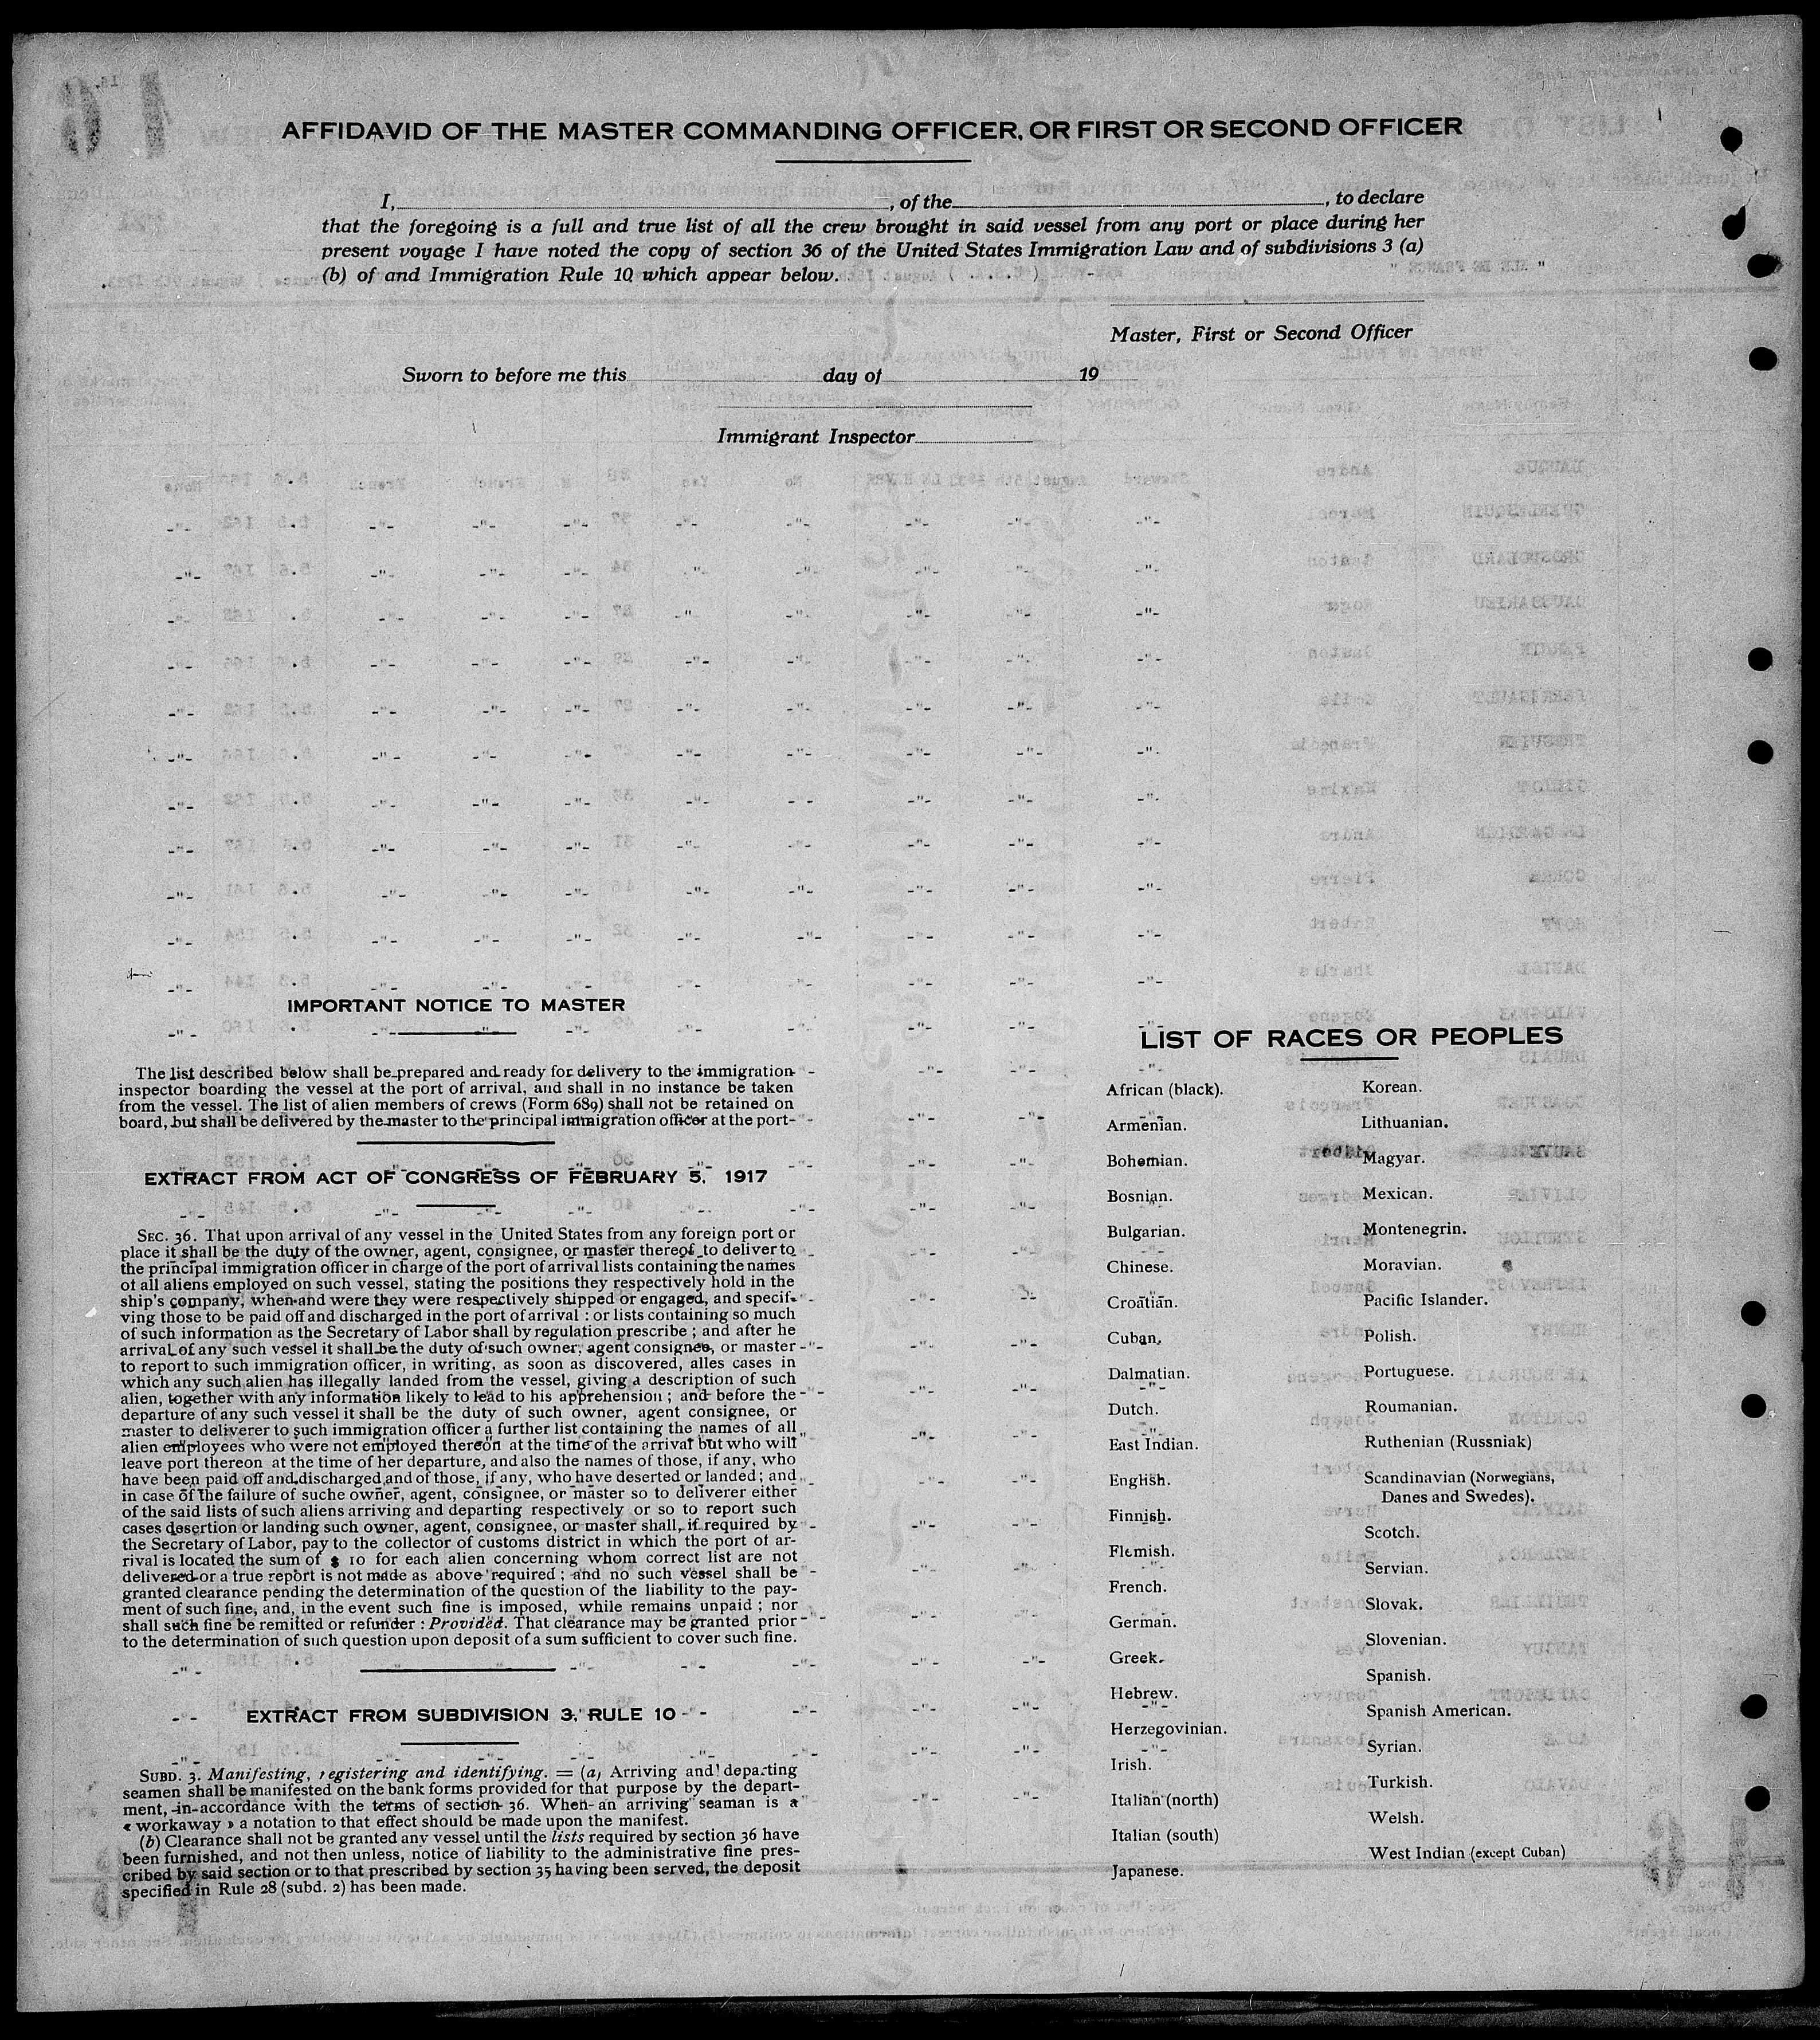 AFFIDAVID OF THE MASTER COMMANDING OFFICER, OR FIRST OR SECOND OFFICER
I, , of the , to declare
that the foregoing is a full and true list of all the crew brought in said vessel from any port or place during her
present voyage I have noted the copy of section 36 of the United States Immigration Law and of subdivisions 3 (a)
(b) of and Immigration Rule 10 which appear below.
Master, First or Second Officer
Sworn to before me this day of 19
Immigrant Inspector
IMPORTANT NOTICE TO MASTER
The list described below shall be prepared and ready for delivery to the immigration
inspector boarding the vessel at the port of arrival, and shall in no instance be taken
from the vessel. The list of alien members of crews (Form 689) shall not be retained on
board, but shall be delivered by the master to the principal immigration officer at the port
EXTRACT FROM ACT OF CONGRESS OF FEBRUARY 5, 1917
SEC. 36. That upon arrival of any vessel in the United States from any foreign port or
place it shall be the duty of the owner, agent, consignee, or master thereof to deliver to
the principal immigration officer in charge of the port of arrival lists containing the names
of all aliens employed on such vessel, stating the positions they respectively hold in the
ship's company, when and were they were respectively shipped or engaged, and specif-
ving those to be paid off and discharged in the port of arrival : or lists containing so much
of such information as the Secretary of Labor shall by regulation prescribe ; and after he
arrival of any such vessel it shall be the duty of such owner, agent consignee, or master
to report to such immigration officer, in writing, as soon as discovered, alles cases in
which any such alien has illegally landed from the vessel, giving a description of such
alien, together with any information likely to lead to his apprehension ; and before the
departure of any such vessel it shall be the duty of such owner, agent consignee, or
master to deliverer to such immigration officer a further list containing the names of all
alien employees who were not employed thereon at the time of the arrival but who will
leave port thereon at the time of her departure, and also the names of those, if any, who
have been paid off and discharged and of those, if any, who have deserted or landed ; and
in case of the failure of suche owner, agent, consignee, or master so to deliverer either
of the said lists of such aliens arriving and departing respectively or so to report such
cases desertion or landing such owner, agent, consignee, or master shall, if required by
the Secretary of Labor, pay to the collector of customs district in which the port of ar-
rival is located the sum of $ 10 for each alien concerning whom correct list are not
delivered or a true report is not made as above required ; and no such vessel shall be
granted clearance pending the determination of the question of the liability to the pay-
ment of such fine, and, in the event such fine is imposed, while remains unpaid ; nor
shall such fine be remitted or refunder : Provided. That clearance may be granted prior
to the determination of such question upon deposit of a sum sufficient to cover such fine.
EXTRACT FROM SUBDIVISION 3, RULE 10
SUBD. 3. Manifesting, registering and identifying. = (a) Arriving and departing
seamen shall be manifested on the bank forms provided for that purpose by the depart-
ment, in accordance with the terms of section 36. When an arriving seaman is a
« workaway » a notation to that effect should be made upon the manifest.
(b) Clearance shall not be granted any vessel until the lists required by section 36 have
been furnished, and not then unless, notice of liability to the administrative fine pres-
cribed by said section or to that prescribed by section 35 having been served, the deposit
specified in Rule 28 (subd. 2) has been made.
LIST OF RACES OR PEOPLES
African (black).
Armenian.
Bohemian.
Bosnian.
Bulgarian.
Chinese.
Croatian.
Cuban.
Dalmatian.
Dutch.
East Indian.
English.
Finnish.
Flemish.
French.
German.
Greek.
Hebrew.
Herzegovinian.
Irish.
Italian (north)
Italian (south)
Japanese.
Korean.
Lithuanian.
Magyar.
Mexican.
Montenegrin.
Moravian.
Pacific Islander.
Polish.
Portuguese.
Roumanian.
Ruthenian (Russniak)
Scandinavian (Norwegians,
Danes and Swedes).
Scotch.
Servian.
Slovak.
Slovenian.
Spanish.
Spanish American.
Syrian.
Turkish.
Welsh.
West Indian (except Cuban)